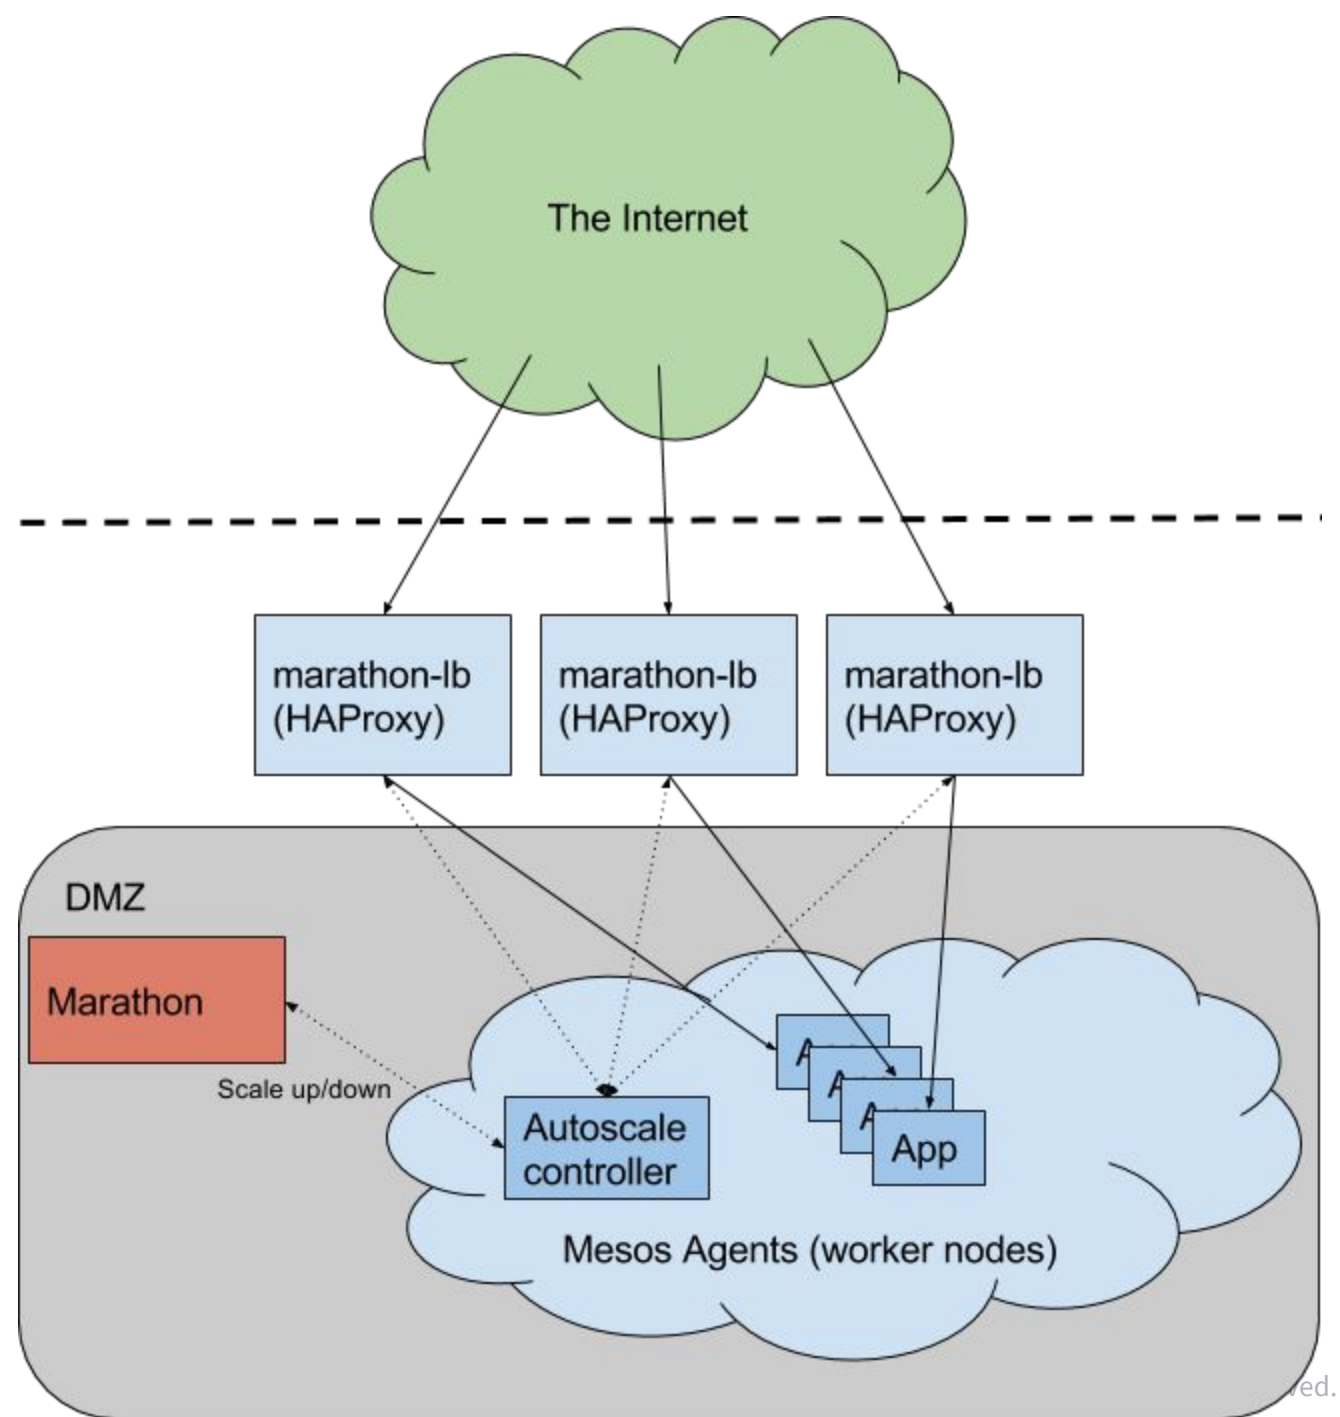 The Internet
marathon-lb
(HAProxy)
marathon-lb
(HAProxy)
marathon-lb
(HAProxy)
DMZ
Marathon
Scale up/down
Autoscale
controller
App
Mesos Agents (worker nodes)